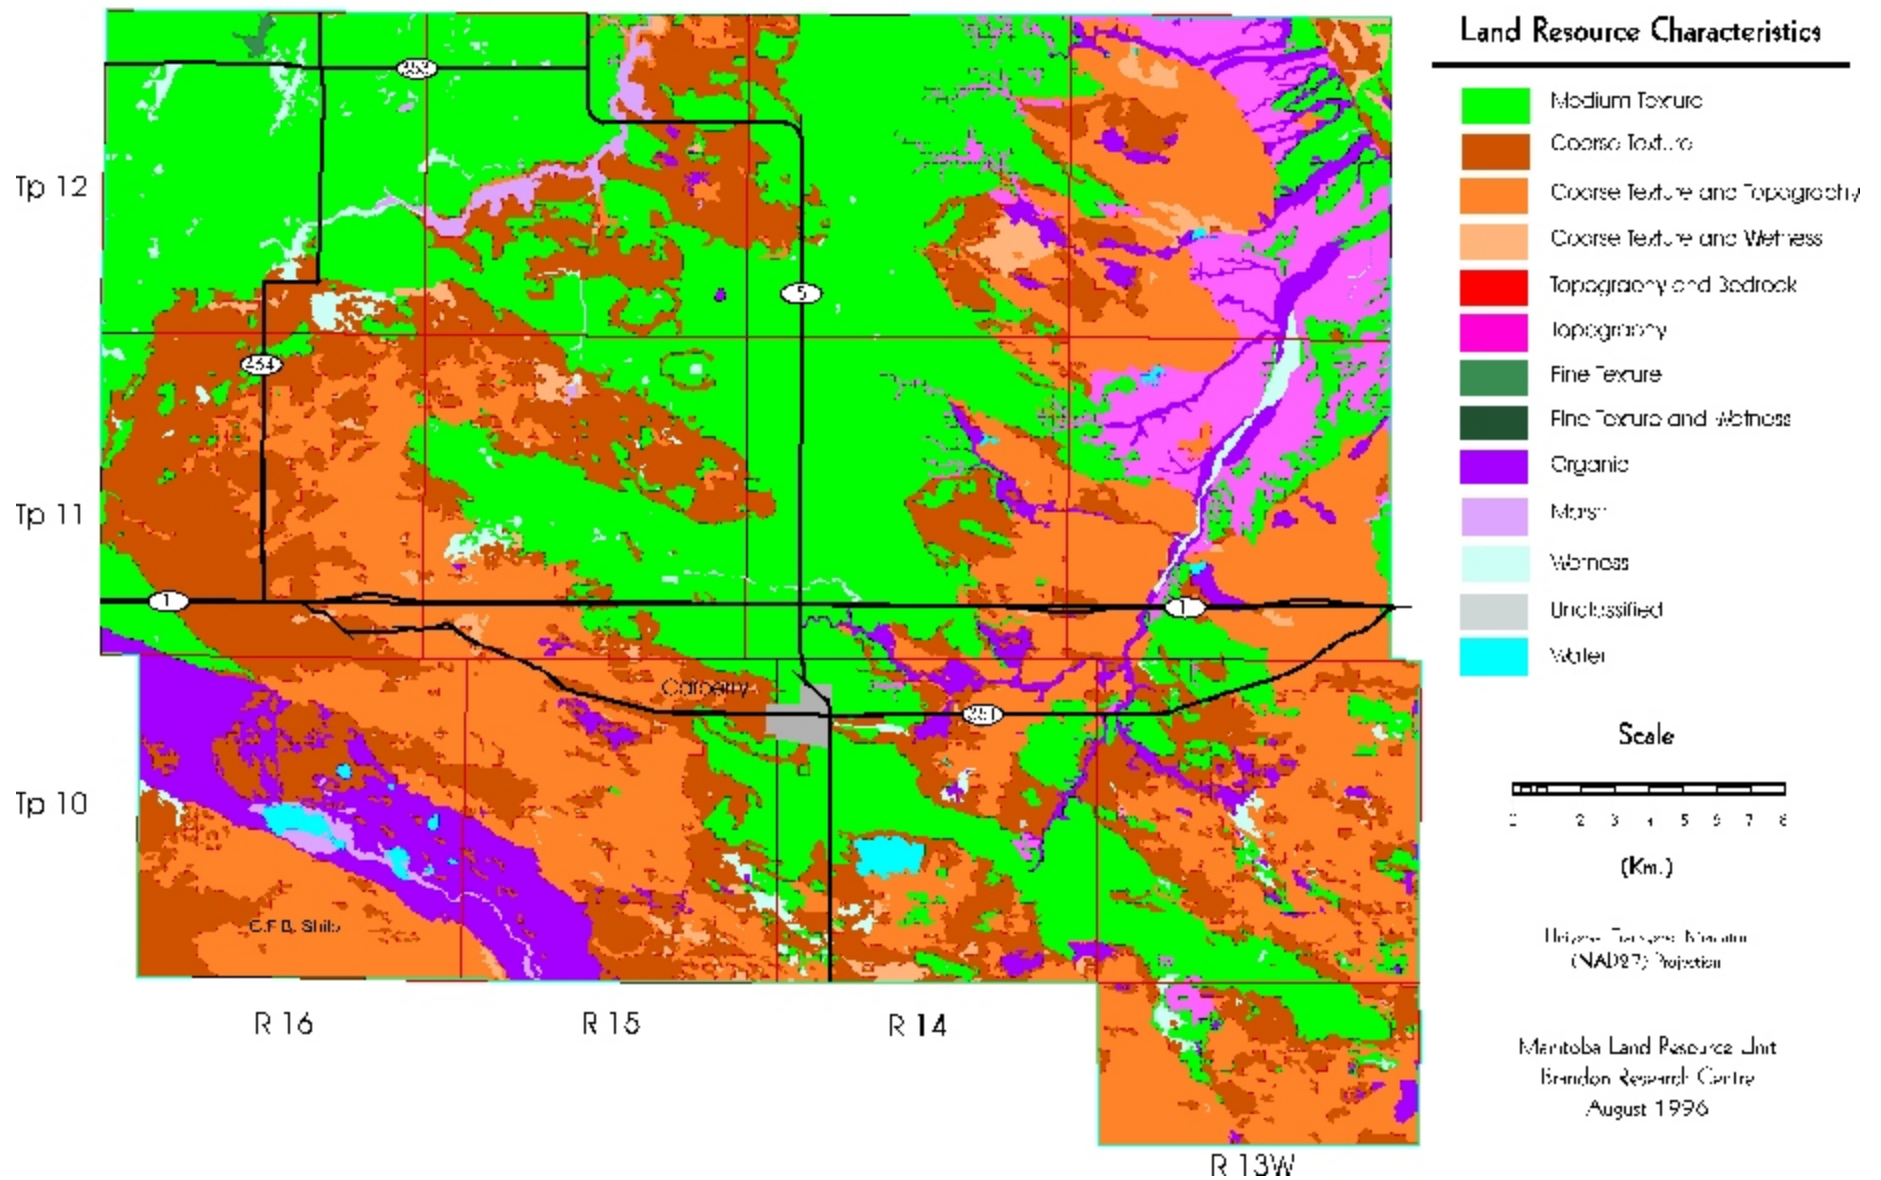 Land Resource Characteristics
Medium Texture
Coarse Texture
Coarse Texture and Topography
Coarse Texture and Wetness
Topography and Bedrock
Topography
Fine Texture
Fine Texture and Wetness
Organic
Marsh
Wetness
Unclassified
Water
Scale
0 2 3 4 5 6 7 8
(Km.)
(NAD27) Projection
Manitoba Land Resource Unit
Brandon Research Centre
August 1996
Tp 12
5
Tp 11
1
1
Carberry
Tp 10
C.F.B. Shilo
R 16
R 15
R 14
R 13W